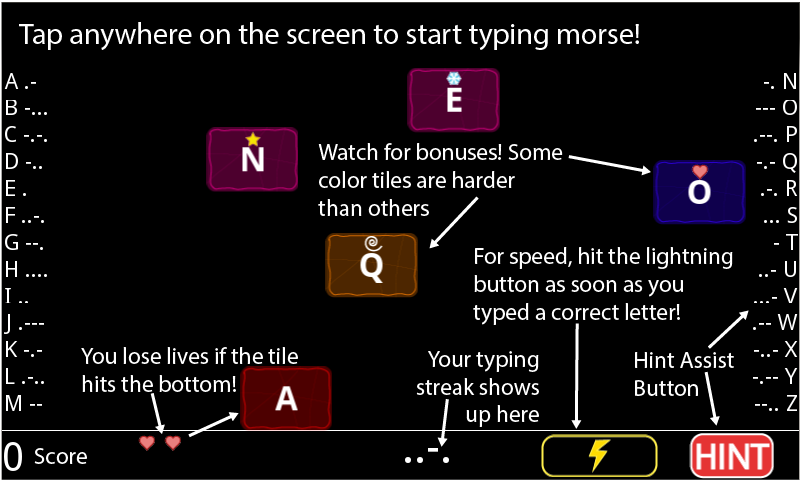 Tap anywhere on the screen to start typing morse!
A .-
B -...
C -.-.
D -..
E .
F ..-.
G --.
H ....
I ..
J .---
K -.-
L .-..
M --
E
N
Watch for bonuses! Some
color tiles are harder
than others
O
Q
For speed, hit the lightning
button as soon as you
typed a correct letter!
You lose lives if the tile
hits the bottom!
A
Your typing
streak shows
up here
Hint Assist
Button
-. N
--- O
.--. P
-.- Q
.-. R
... S
- T
..- U
...- V
.-- W
-..- X
-.-- Y
--.. Z
0 Score
..-.
HINT